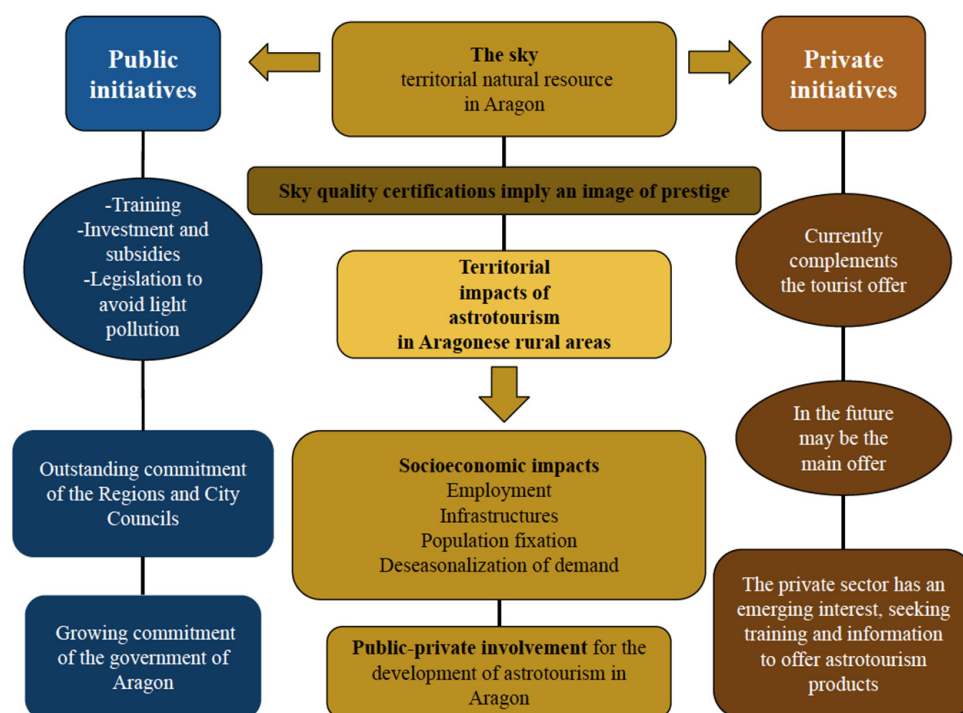 Public
initiatives
The sky
territorial natural resource
in Aragon
Private
initiatives
Sky quality certifications imply an image of prestige
-Training
-Investment and
subsidies
-Legislation to
avoid light
pollution
Territorial
impacts of
astrotourism
in Aragonese rural areas
Currently
complements
the tourist offer
In the future
may be the
main offer
Outstanding commitment
of the Regions and City
Councils
Socioeconomic impacts
Employment
Infrastructures
Population fixation
Deseasonalization of demand
The private sector has an
emerging interest, seeking
training and information
to offer astrotourism
products
Growing commitment
of the government of
Aragon
Public-private involvement for the
development of astrotourism in
Aragon